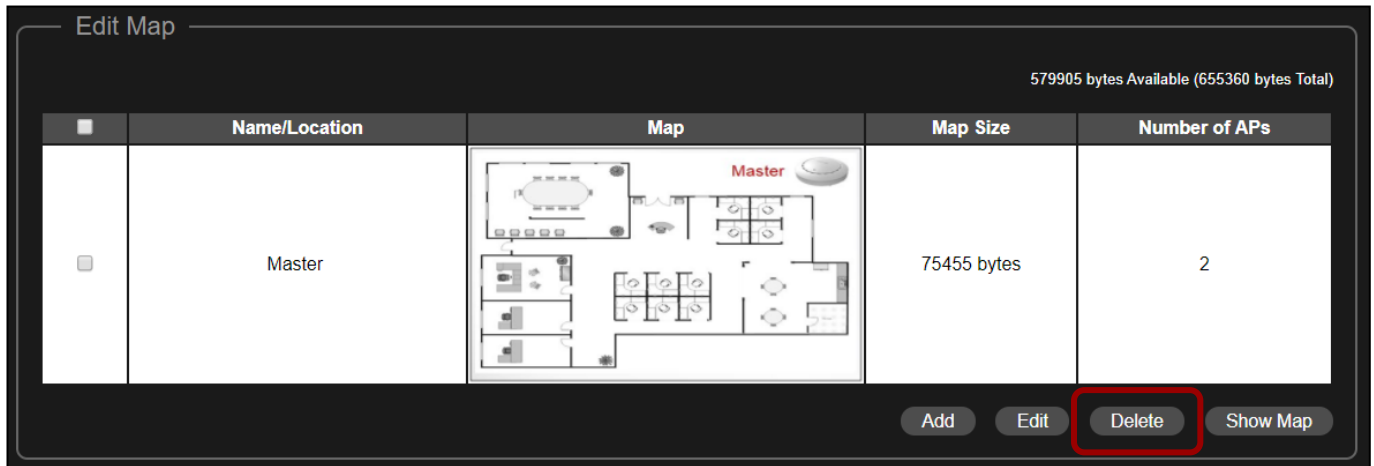 Edit Map
579905 bytes Available (655360 bytes Total)
Name/Location Map Map Size Number of APs
Master
Master 75455 bytes 2
Add Edit Delete Show Map